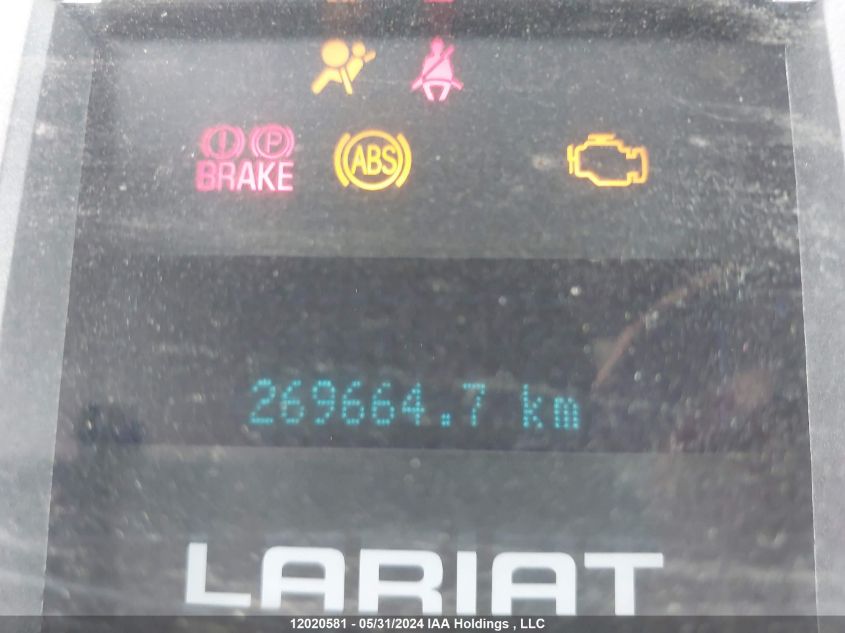 P
BRAKE
ABS
269664.7 km
LARIAT
12020581 - 05/31/2024 IAA Holdings , LLC